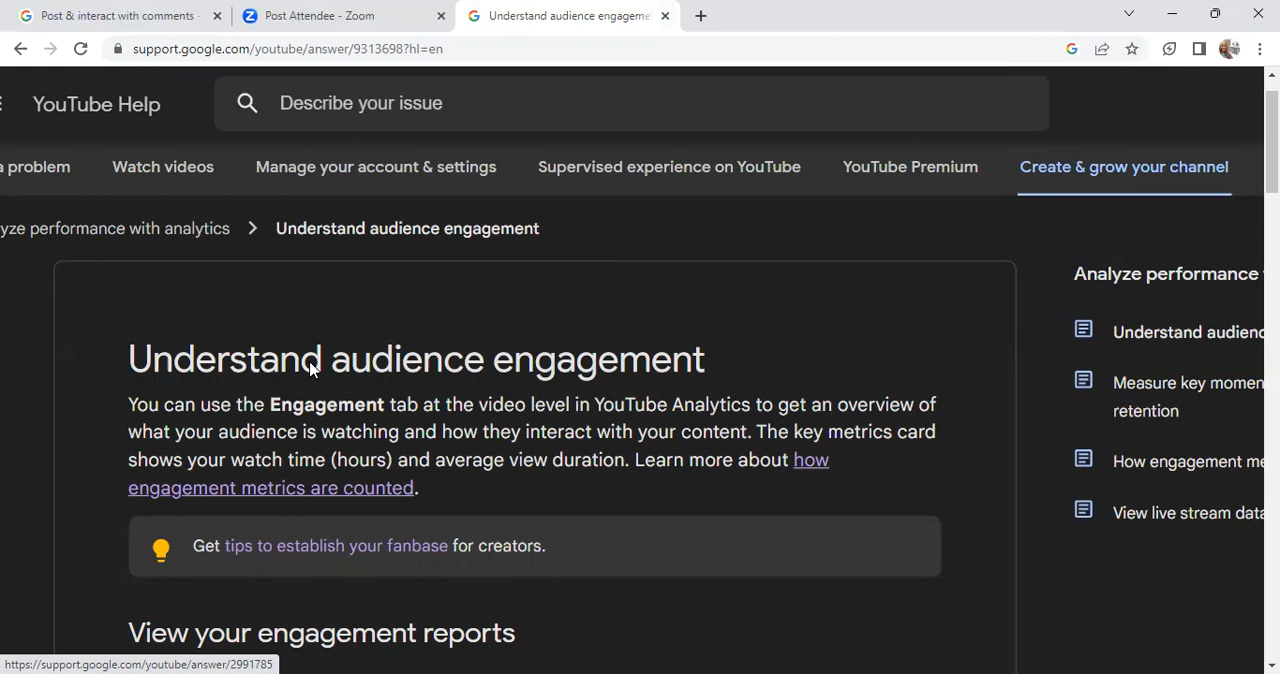 Post & interact with comments -
Post Attendee - Zoom
Understand audience engageme
support.google.com/youtube/answer/9313698?hl=en
YouTube Help
Describe your issue
a problem
Watch videos
Manage your account & settings
Supervised experience on YouTube
YouTube Premium
Create & grow your channel
yze performance with analytics
Understand audience engagement
Understand audience engagement
You can use the Engagement tab at the video level in YouTube Analytics to get an overview of
what your audience is watching and how they interact with your content. The key metrics card
shows your watch time (hours) and average view duration. Learn more about how
engagement metrics are counted.
Get tips to establish your fanbase for creators.
View your engagement reports
Analyze performance
Understand audienc
Measure key momen
retention
How engagement me
View live stream data
https://support.google.com/youtube/answer/2991785